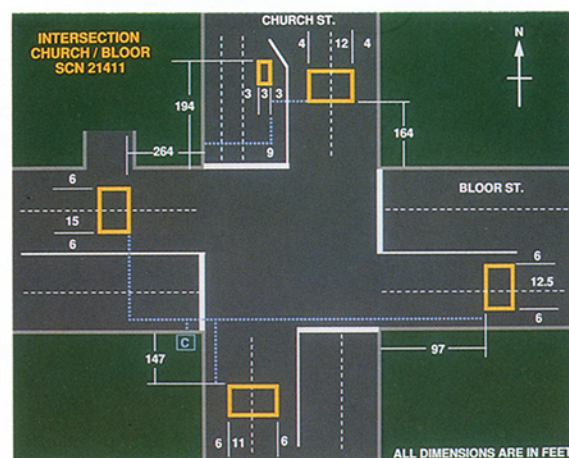 INTERSECTION
CHURCH / BLOOR
SCN 21411
CHURCH ST.
4 12 4
N
3 3 3
194
164
264
9
6
15
6
BLOOR ST.
6
12.5
6
C
147
97
6 11 6
ALL DIMENSIONS ARE IN FEET